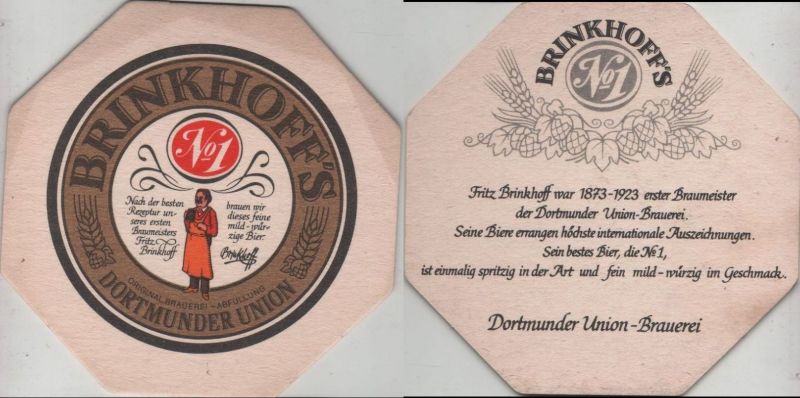 BRINKHOFF'S
No1
Nach der besten
Rezeptur un-
seres ersten
Braumeisters
Fritz
Brinkhoff
brauen wir
dieses feine
mild-wür-
zige Bier.
Brinkhoff
ORIGINAL-BRAUEREI-ABFÜLLUNG
DORTMUNDER UNION
BRINKHOFF'S
No1
Fritz Brinkhoff war 1873-1923 erster Braumeister
der Dortmunder Union-Brauerei.
Seine Biere errangen höchste internationale Auszeichnungen.
Sein bestes Bier, die No1,
ist einmalig spritzig in der Art und fein mild-würzig im Geschmack.
Dortmunder Union-Brauerei